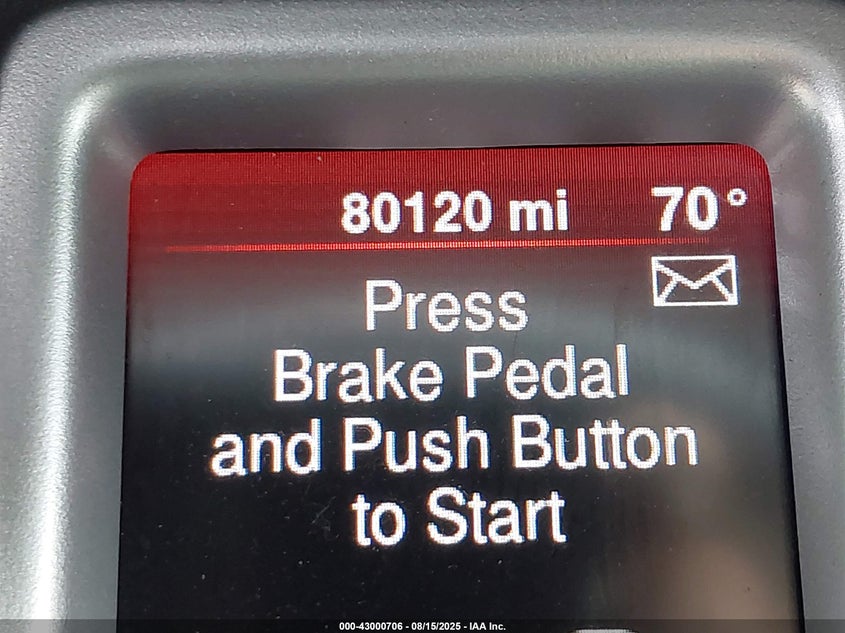 80120 mi 70°
Press
Brake Pedal
and Push Button
to Start
000-43000706 - 08/15/2025 - IAA Inc.